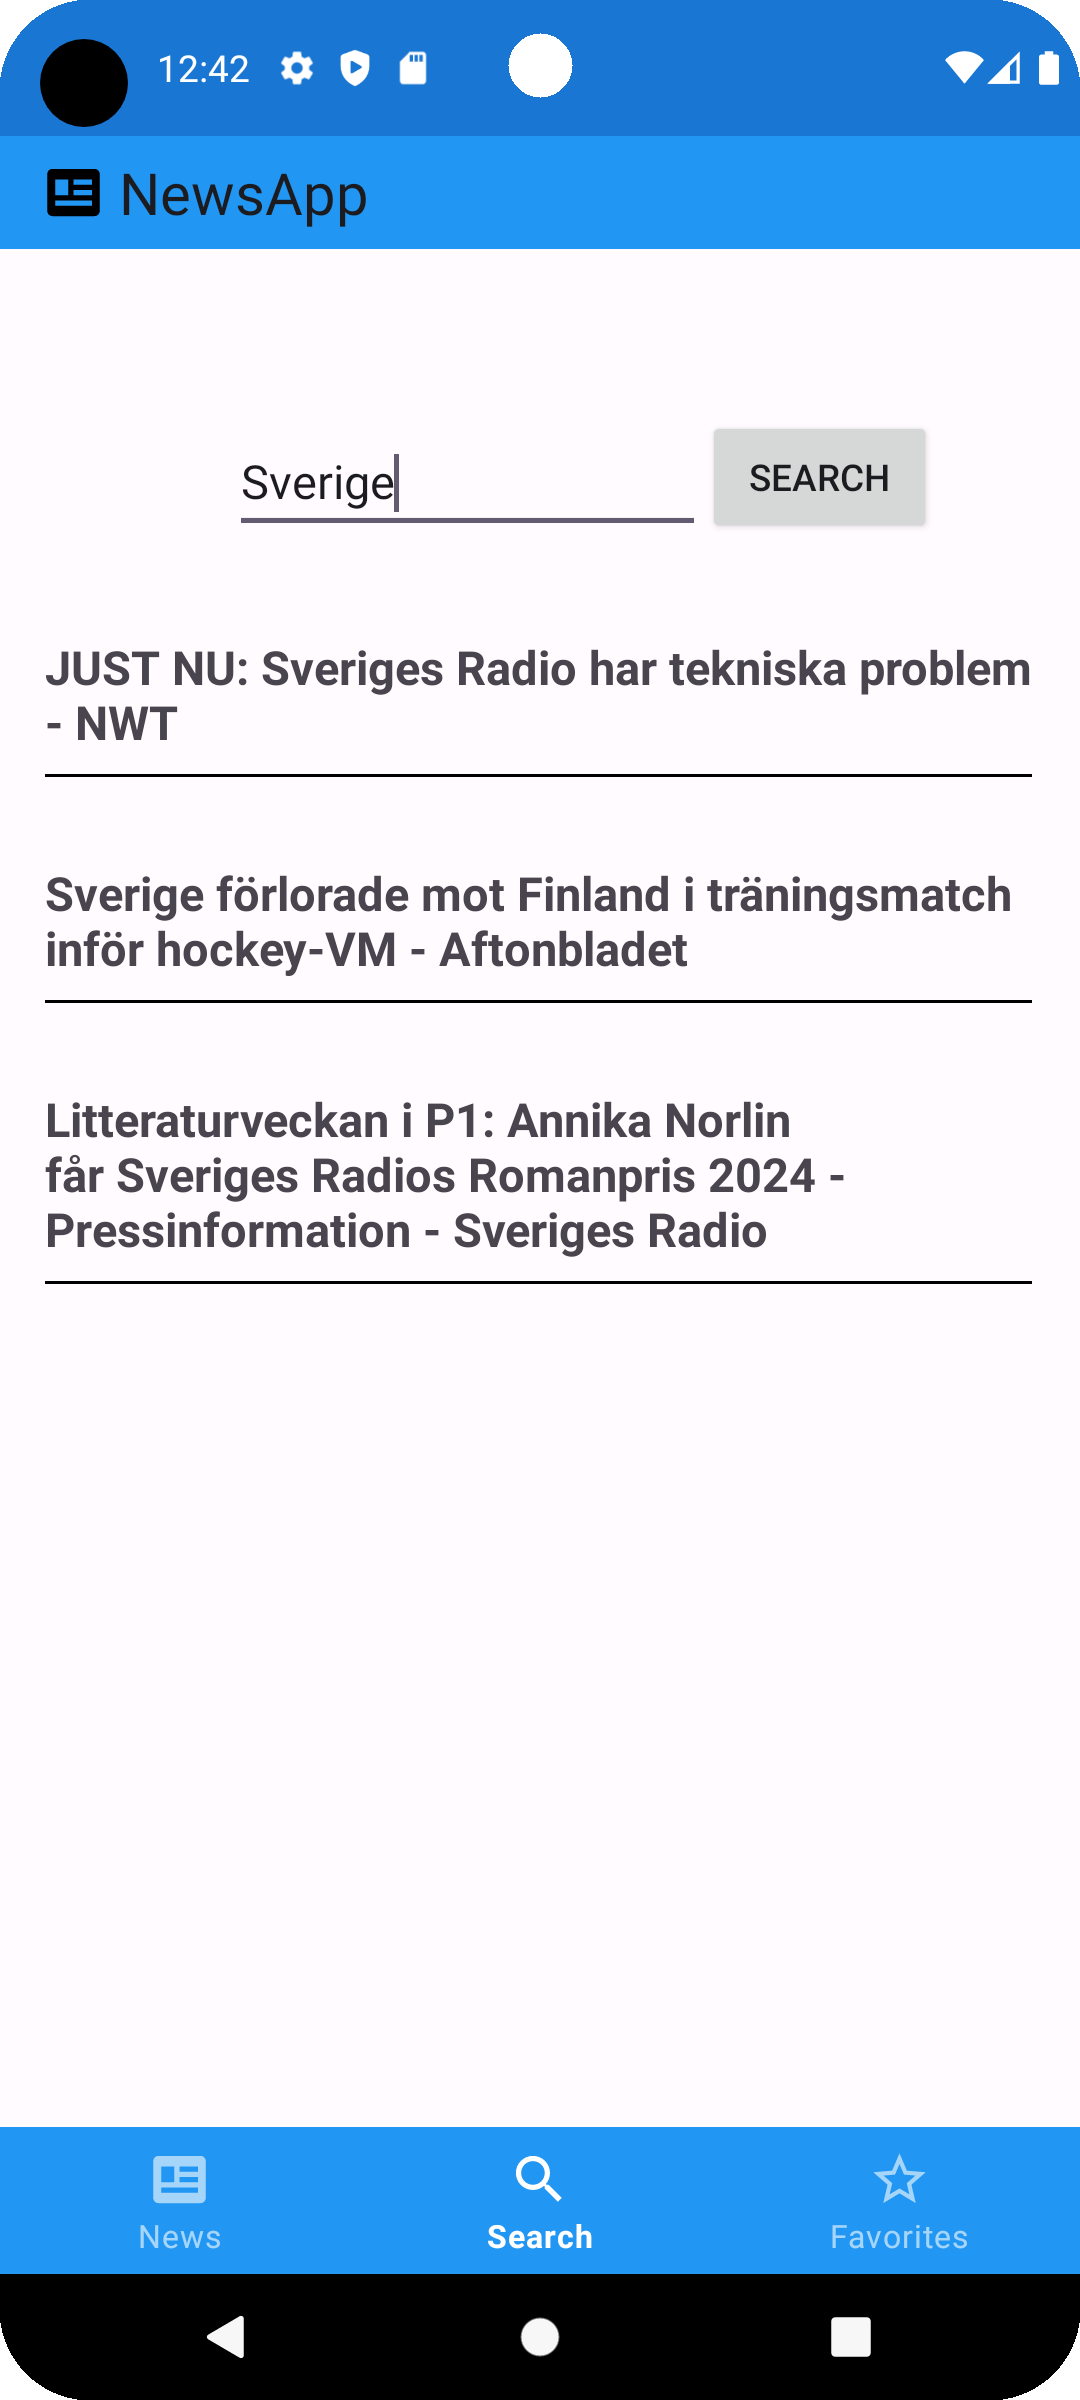 12:42
NewsApp
Sverige
SEARCH
JUST NU: Sveriges Radio har tekniska problem
- NWT
Sverige förlorade mot Finland i träningsmatch
inför hockey-VM - Aftonbladet
Litteraturveckan i P1: Annika Norlin
får Sveriges Radios Romanpris 2024 -
Pressinformation - Sveriges Radio
News
Search
Favorites